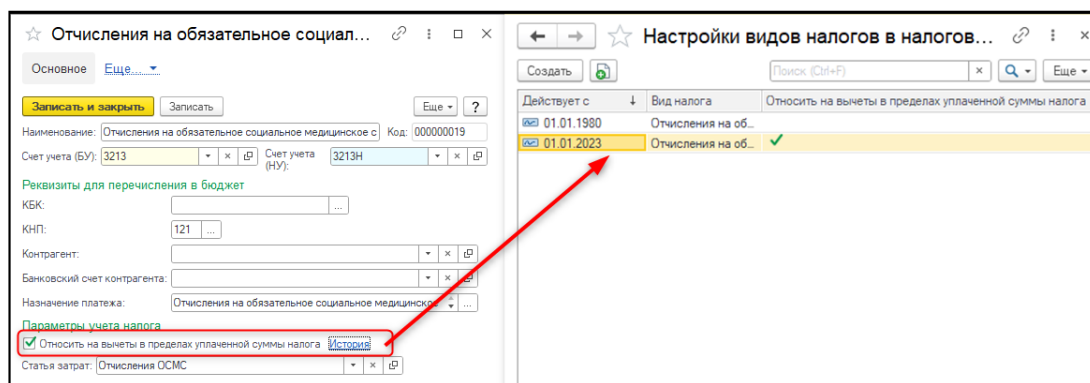 Отчисления на обязательное социал...
Основное Еще...
Записать и закрыть Записать Еще ?
Наименование: Отчисления на обязательное социальное медицинское с Код: 000000019
Счет учета (БУ): 3213 Счет учета (НУ): 3213Н
Реквизиты для перечисления в бюджет
КБК:
КНП: 121
Контрагент:
Банковский счет контрагента:
Назначение платежа: Отчисления на обязательное социальное медицинское
Параметры учета налога
Относить на вычеты в пределах уплаченной суммы налога История
Статья затрат: Отчисления ОСМС
Настройки видов налогов в налогов...
Создать Поиск (Ctrl+F) Еще
Действует с Вид налога Относить на вычеты в пределах уплаченной суммы налога
01.01.1980 Отчисления на об...
01.01.2023 Отчисления на об...